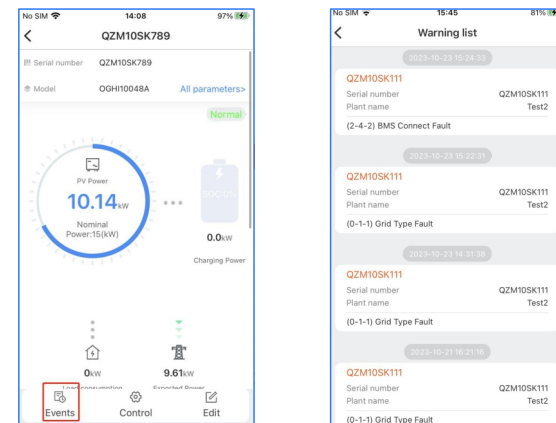 No SIM 14:08 97%
QZM10SK789
Serial number QZM10SK789
Model OGHI10048A All parameters>
Normal
PV Power
10.14kW
Nominal
Power:15(kW)
SOC:0%
0.0kW
Charging Power
0kW
9.61kW
Load consumption
Exported Power
Events
Control
Edit
No SIM 15:45 81%
Warning list
2023-10-23 15:24:33
QZM10SK111
Serial number QZM10SK111
Plant name Test2
(2-4-2) BMS Connect Fault
2023-10-23 15:22:31
QZM10SK111
Serial number QZM10SK111
Plant name Test2
(0-1-1) Grid Type Fault
2023-10-23 14:31:38
QZM10SK111
Serial number QZM10SK111
Plant name Test2
(0-1-1) Grid Type Fault
2023-10-21 16:21:16
QZM10SK111
Serial number QZM10SK111
Plant name Test2
(0-1-1) Grid Type Fault